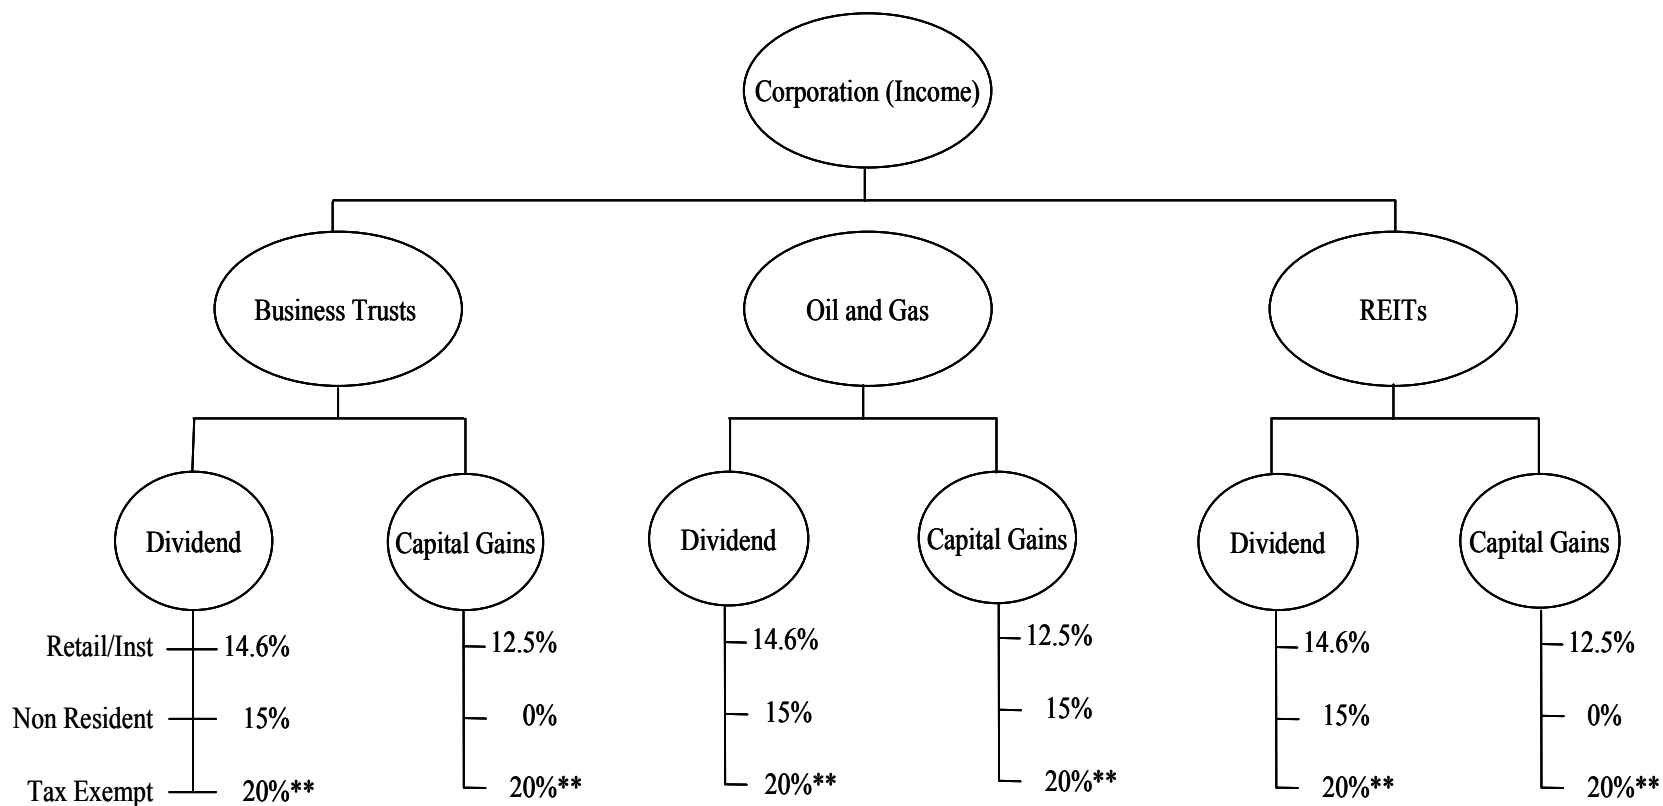 Corporation (Income)
Business Trusts
Oil and Gas
REITs
Dividend
Capital Gains
Dividend
Capital Gains
Dividend
Capital Gains
Retail/Inst 14.6% 12.5% 14.6% 12.5% 14.6% 12.5%
Non Resident 15% 0% 15% 15% 15% 0%
Tax Exempt 20%** 20%** 20%** 20%** 20%** 20%**